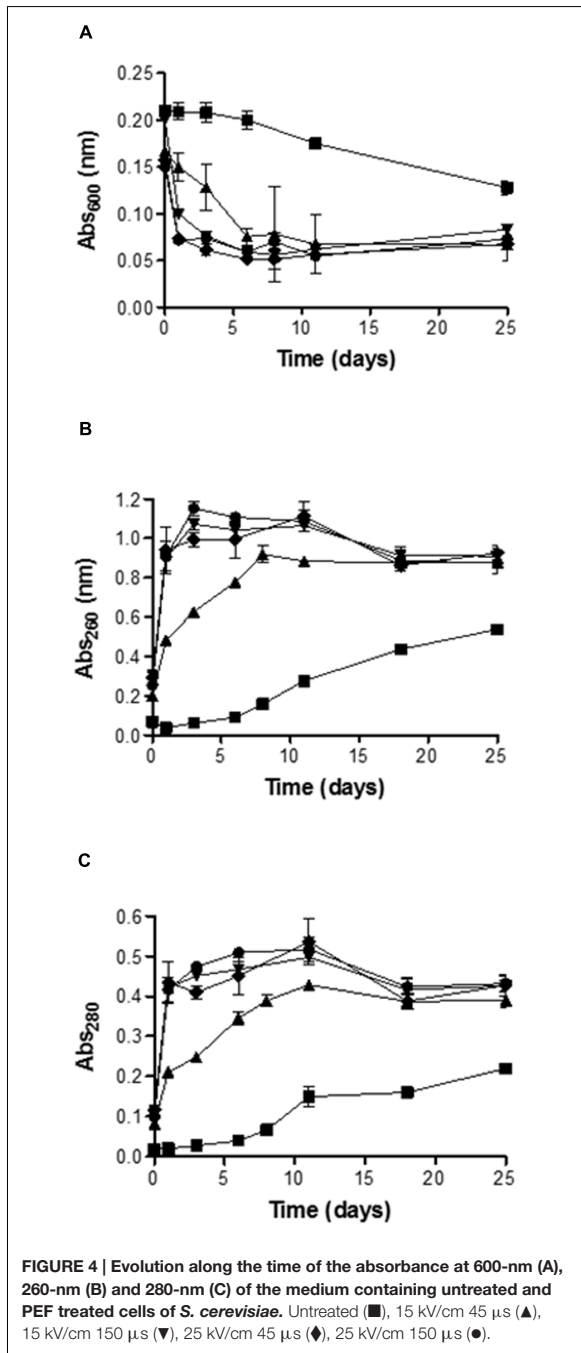 A
0.25
0.20
0.15
0.10
0.05
0.00
Abs600 (nm)
0 5 10 15 20 25
Time (days)
B
1.2
1.0
0.8
0.6
0.4
0.2
0.0
Abs260 (nm)
0 5 10 15 20 25
Time (days)
C
0.6
0.5
0.4
0.3
0.2
0.1
0.0
Abs280
0 5 10 15 20 25
Time (days)
FIGURE 4 | Evolution along the time of the absorbance at 600-nm (A),
260-nm (B) and 280-nm (C) of the medium containing untreated and
PEF treated cells of S. cerevisiae. Untreated (■), 15 kV/cm 45 μs (▲),
15 kV/cm 150 μs (▼), 25 kV/cm 45 μs (♦), 25 kV/cm 150 μs (●).